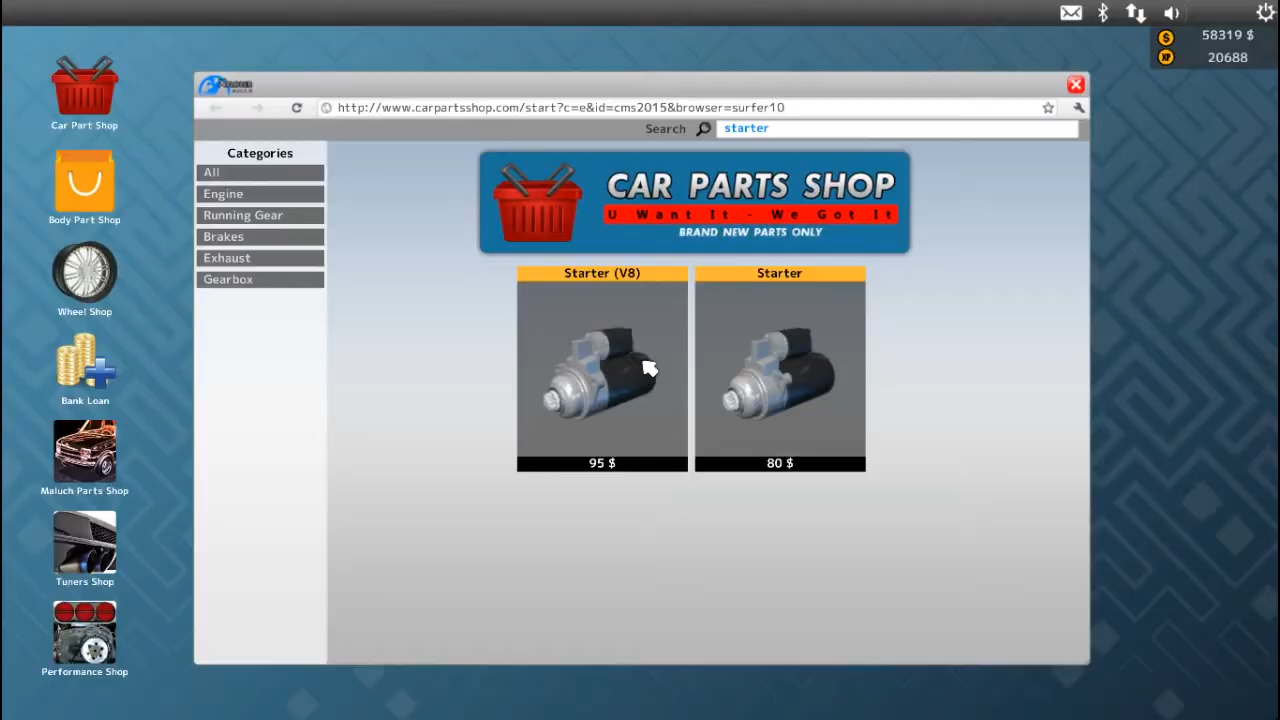 58319 $
20688
http://www.carpartsshop.com/start?c=e&id=cms2015&browser=surfer10
Search starter
Car Part Shop
Body Part Shop
Wheel Shop
Bank Loan
Maluch Parts Shop
Tuners Shop
Performance Shop
Categories
All
Engine
Running Gear
Brakes
Exhaust
Gearbox
CAR PARTS SHOP
U Want It - We Got It
BRAND NEW PARTS ONLY
Starter (V8)
95 $
Starter
80 $